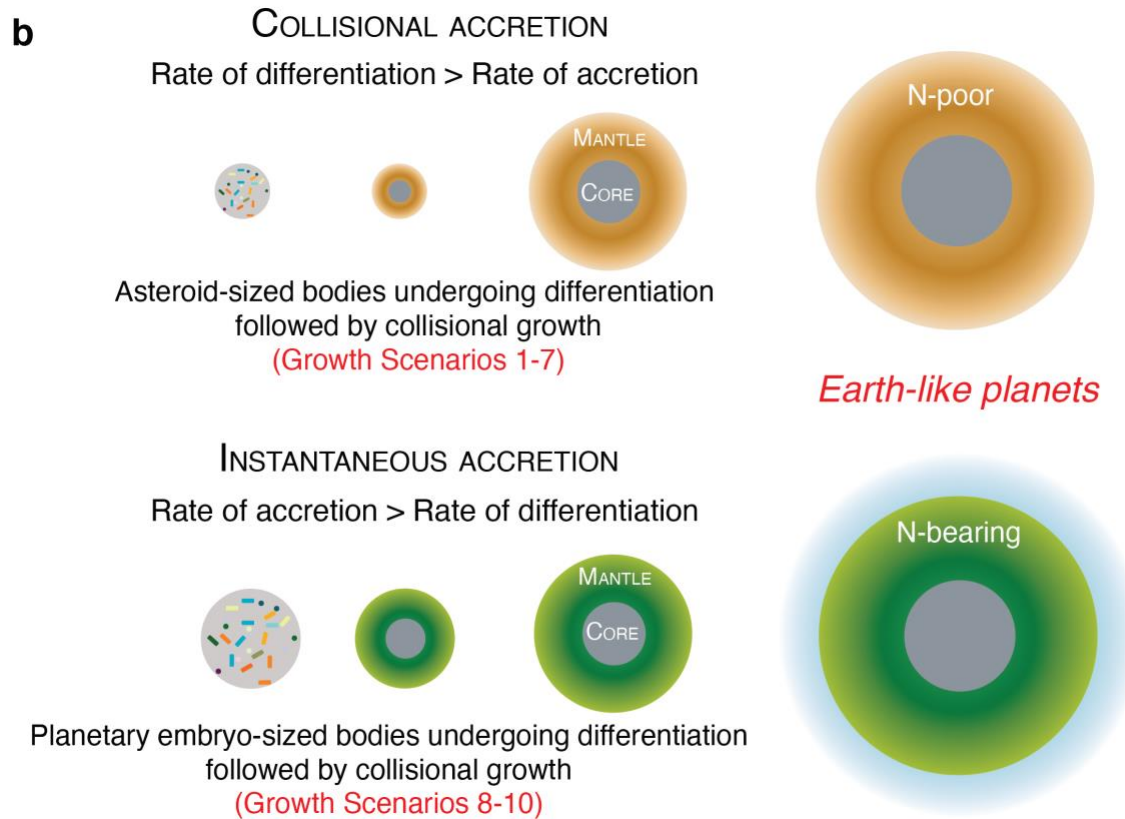 b
COLLISIONAL ACCRETION
Rate of differentiation > Rate of accretion
MANTLE
CORE
N-poor
Asteroid-sized bodies undergoing differentiation
followed by collisional growth
(Growth Scenarios 1-7)
Earth-like planets
INSTANTANEOUS ACCRETION
Rate of accretion > Rate of differentiation
MANTLE
CORE
N-bearing
Planetary embryo-sized bodies undergoing differentiation
followed by collisional growth
(Growth Scenarios 8-10)